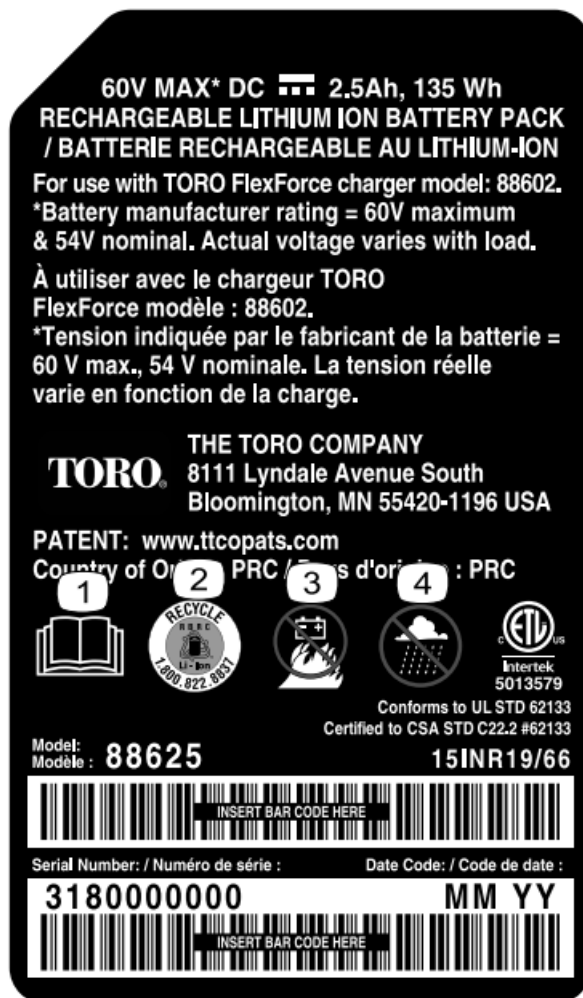 60V MAX* DC 2.5Ah, 135 Wh
RECHARGEABLE LITHIUM ION BATTERY PACK
/ BATTERIE RECHARGEABLE AU LITHIUM-ION
For use with TORO FlexForce charger model: 88602.
*Battery manufacturer rating = 60V maximum
& 54V nominal. Actual voltage varies with load.
À utiliser avec le chargeur TORO
FlexForce modèle : 88602.
*Tension indiquée par le fabricant de la batterie =
60 V max., 54 V nominale. La tension réelle
varie en fonction de la charge.
TORO.
THE TORO COMPANY
8111 Lyndale Avenue South
Bloomington, MN 55420-1196 USA
PATENT: www.ttcopats.com
Country of PRC / d'origine : PRC
1
2
3
4
RECYCLE
RBRC
Li-Ion
1.800.822.8837
C ETL US
Intertek
5013579
Conforms to UL STD 62133
Certified to CSA STD C22.2 #62133
Model:
Modèle : 88625
15INR19/66
INSERT BAR CODE HERE
Serial Number: / Numéro de série :
Date Code: / Code de date :
3180000000
MM YY
INSERT BAR CODE HERE